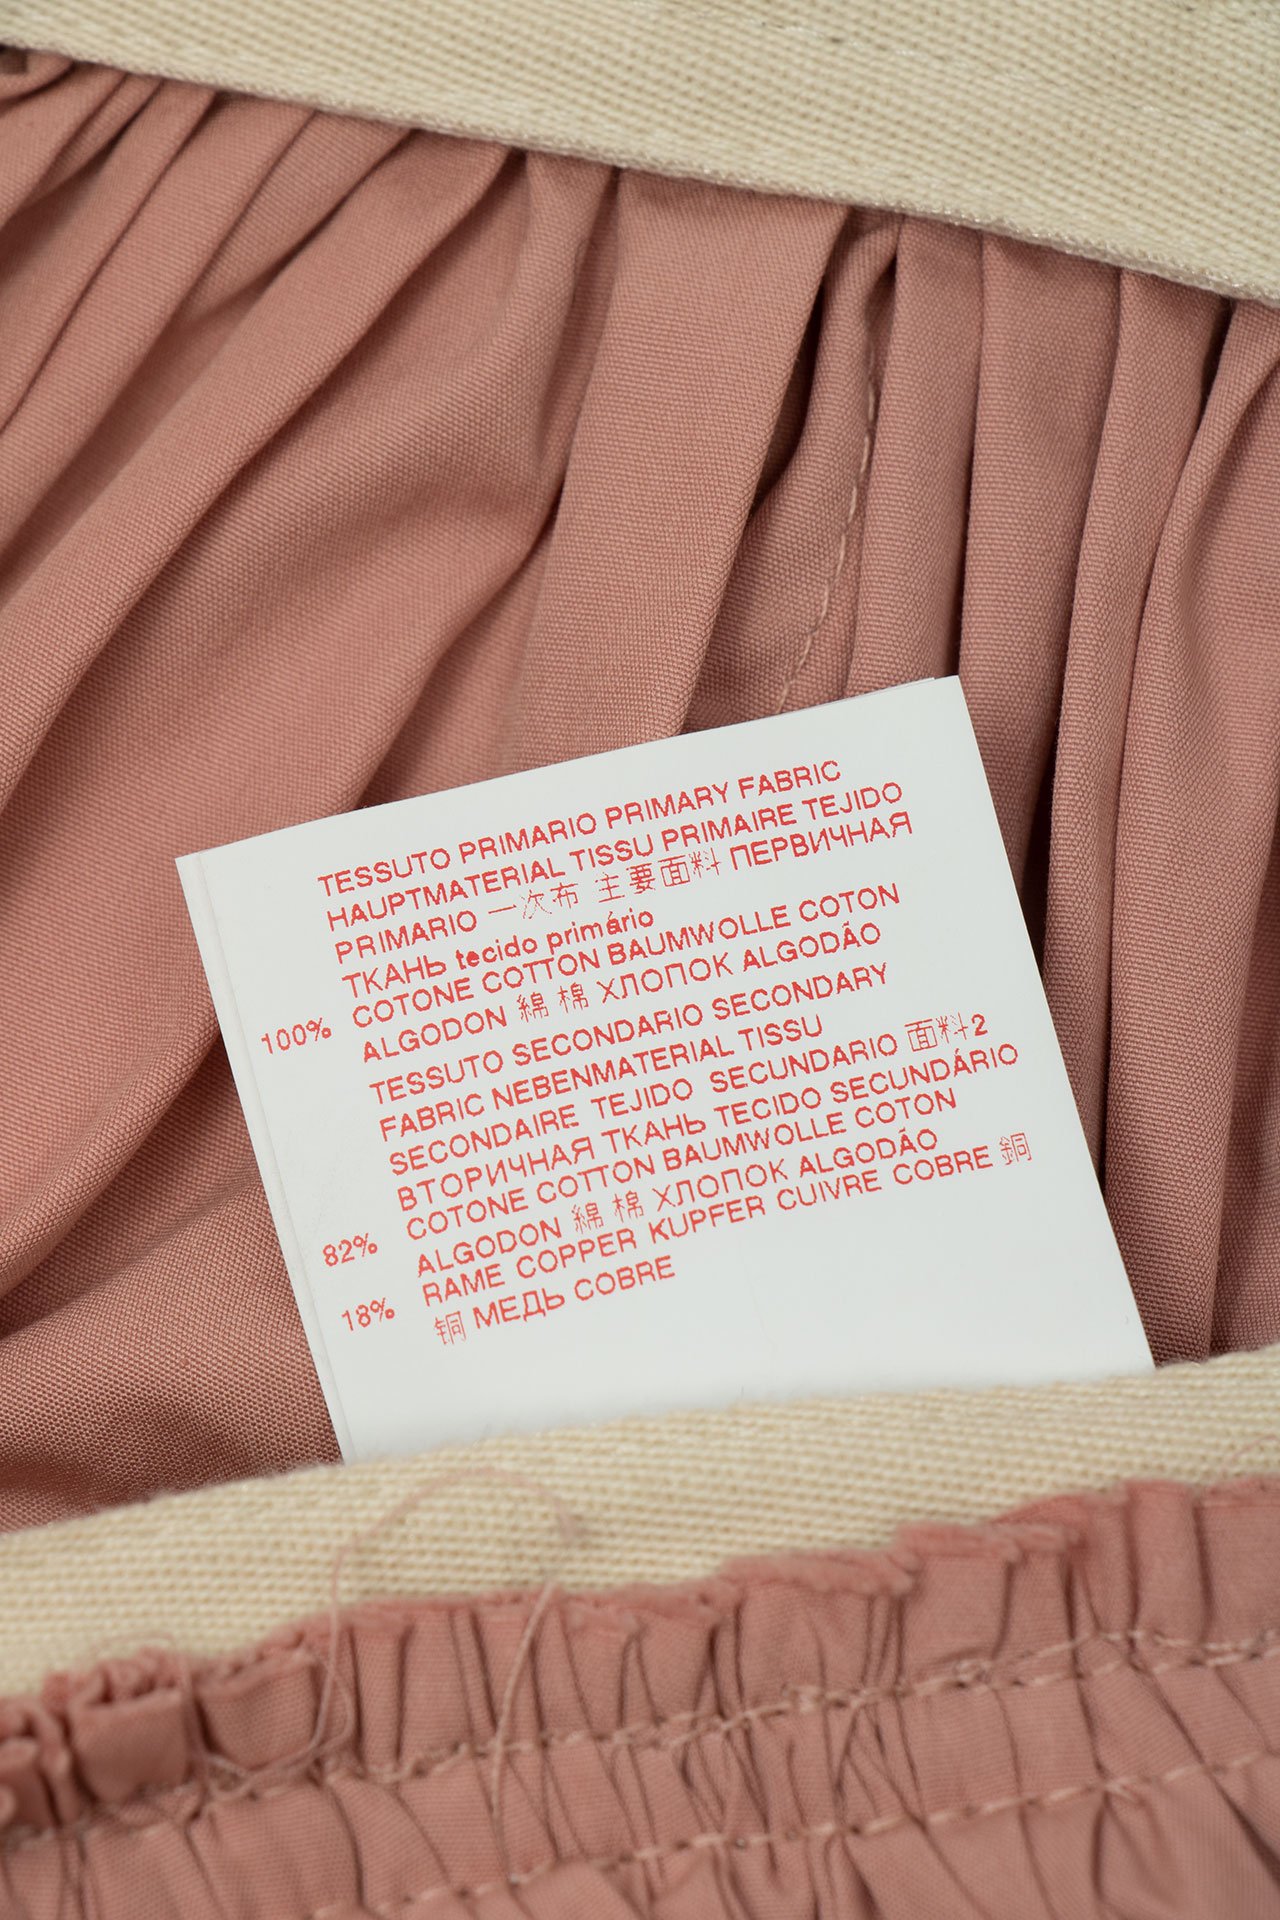 TESSUTO PRIMARIO PRIMARY FABRIC
HAUPTMATERIAL TISSU PRIMAIRE TEJIDO
PRIMARIO 一次布 主要面料 ПЕРВИЧНАЯ
ТКАНЬ tecido primário
100% COTONE COTTON BAUMWOLLE COTON
ALGODON 綿 棉 ХЛОПОК ALGODÃO
TESSUTO SECONDARIO SECONDARY
FABRIC NEBENMATERIAL TISSU
SECONDAIRE TEJIDO SECUNDARIO 面料2
ВТОРИЧНАЯ ТКАНЬ TECIDO SECUNDÁRIO
82% COTONE COTTON BAUMWOLLE COTON
ALGODON 綿 棉 ХЛОПОК ALGODÃO
18% RAME COPPER KUPFER CUIVRE COBRE 銅
铜 МЕДЬ COBRE